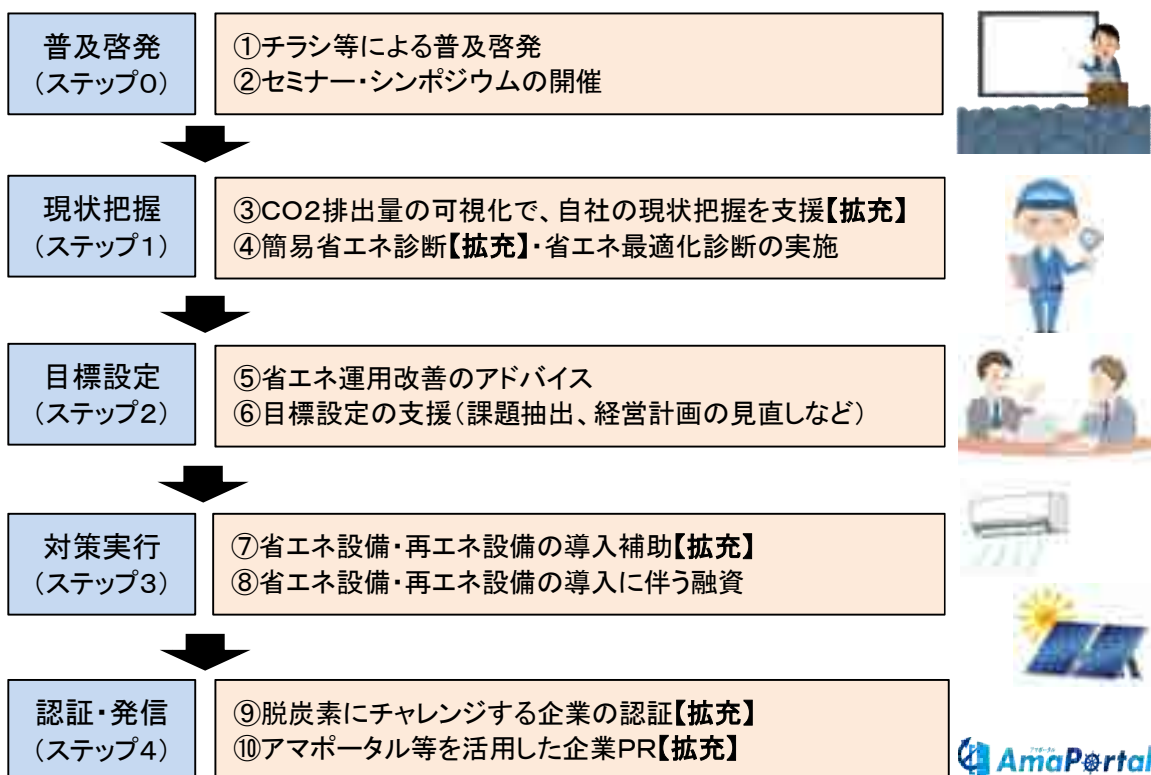 普及啓発
(ステップ0)
①チラシ等による普及啓発
②セミナー・シンポジウムの開催
現状把握
(ステップ1)
③CO2排出量の可視化で、自社の現状把握を支援【拡充】
④簡易省エネ診断【拡充】・省エネ最適化診断の実施
目標設定
(ステップ2)
⑤省エネ運用改善のアドバイス
⑥目標設定の支援(課題抽出、経営計画の見直しなど)
対策実行
(ステップ3)
⑦省エネ設備・再エネ設備の導入補助【拡充】
⑧省エネ設備・再エネ設備の導入に伴う融資
認証・発信
(ステップ4)
⑨脱炭素にチャレンジする企業の認証【拡充】
⑩アマポータル等を活用した企業PR【拡充】
アマポータル
AmaPortal